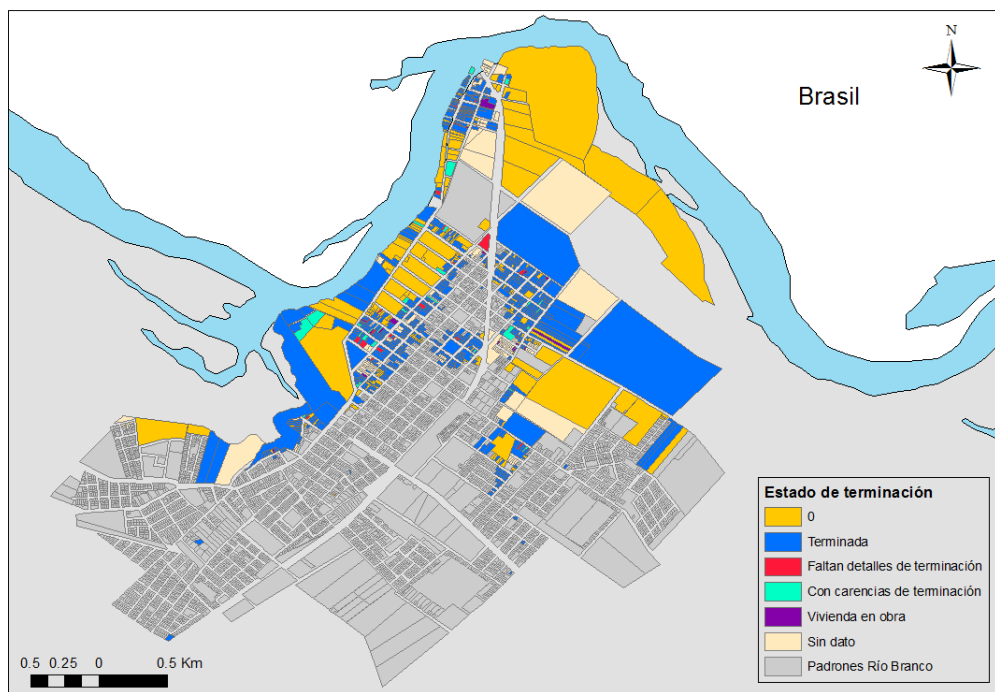 N
Brasil
Estado de terminación
0
Terminada
Faltan detalles de terminación
Con carencias de terminación
Vivienda en obra
Sin dato
Padrones Río Branco
0.5 0.25 0 0.5 Km